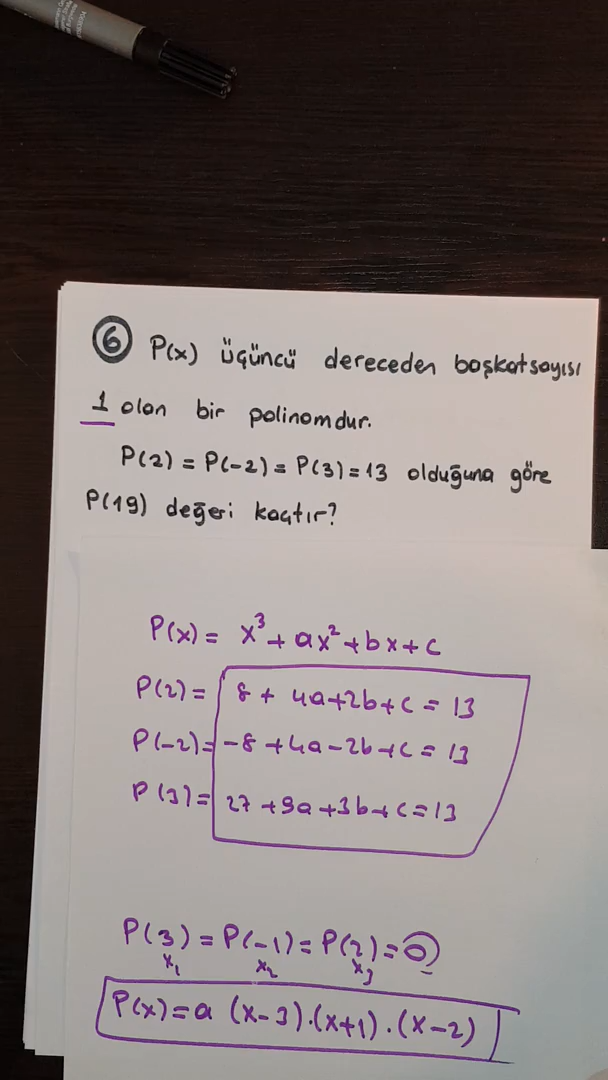 6 P(x) üçüncü dereceden başkatsayısı
1 olan bir polinomdur.
P(2) = P(-2) = P(3) = 13 olduğuna göre
P(19) değeri kaçtır?
P(x) = x³ + ax² + bx + c
P(2) = 8 + 4a + 2b + c = 13
P(-2) = -8 + 4a - 2b + c = 13
P(3) = 27 + 9a + 3b + c = 13
P(3) = P(-1) = P(2) = 0
x₁ x₂ x₃
P(x) = a (x-3).(x+1).(x-2)